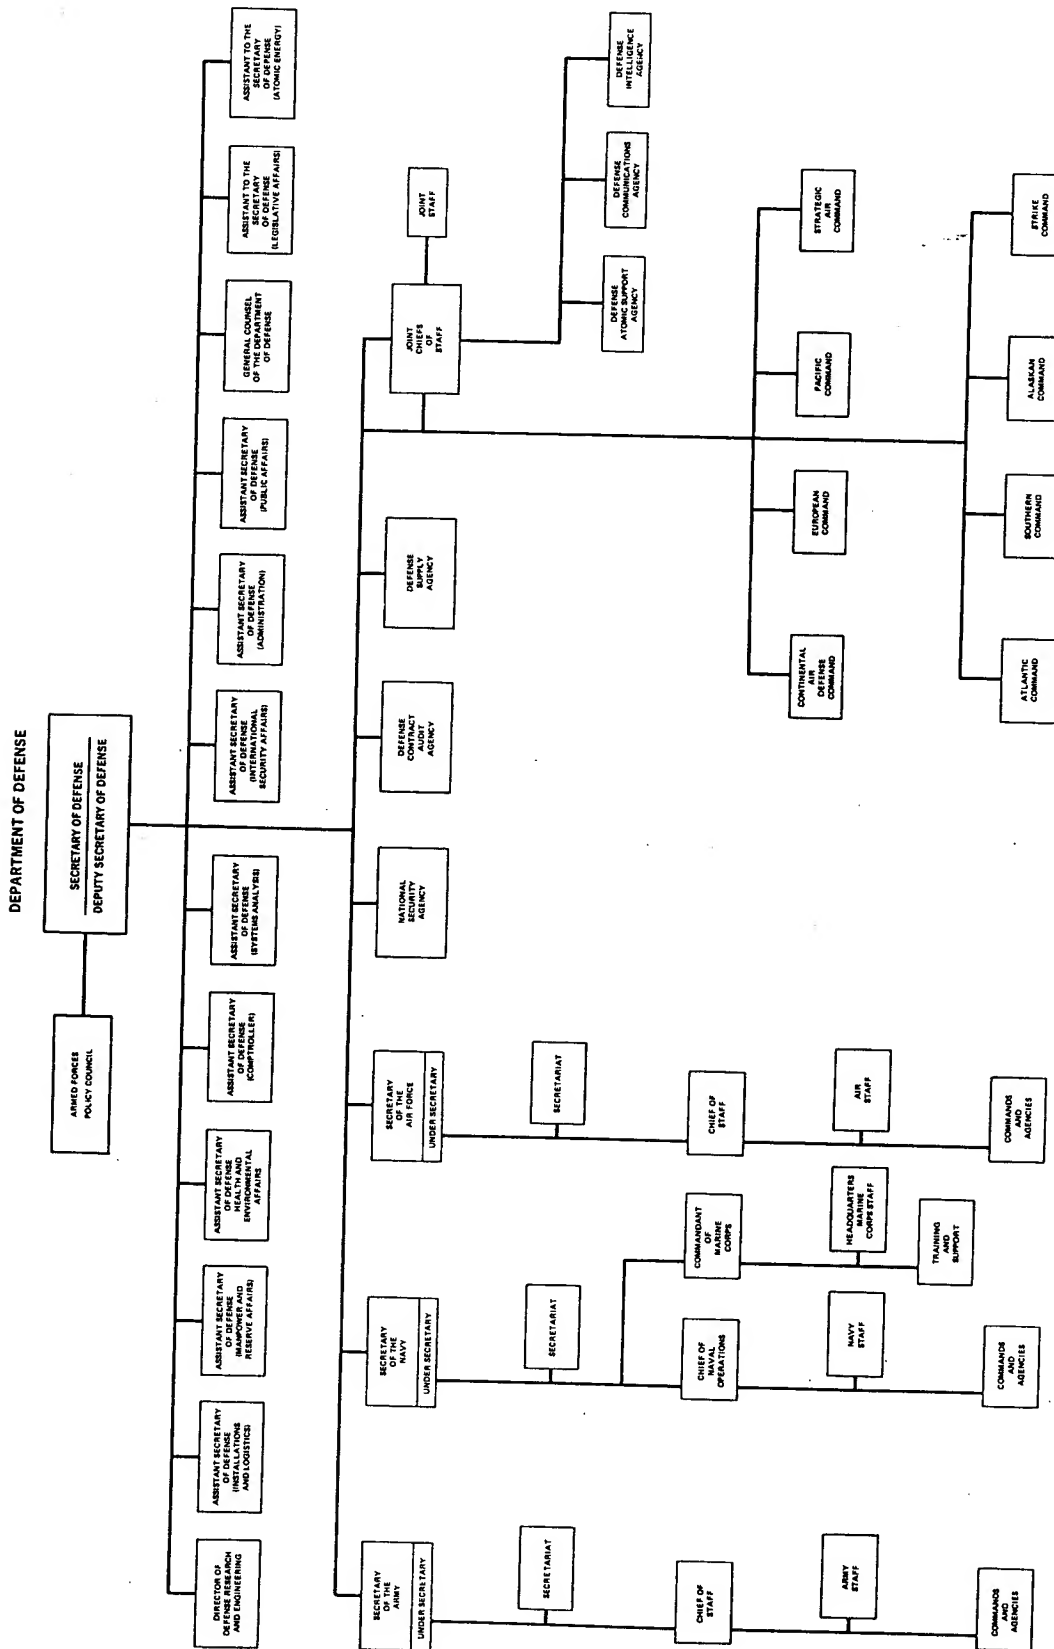 DEPARTMENT OF DEFENSE
SECRETARY OF DEFENSE
DEPUTY SECRETARY OF DEFENSE
ARMED FORCES
POLICY COUNCIL
DIRECTOR OF
DEFENSE RESEARCH
AND ENGINEERING
ASSISTANT SECRETARY
OF DEFENSE
(INSTALLATIONS
AND LOGISTICS)
ASSISTANT SECRETARY
OF DEFENSE
(MANPOWER AND
RESERVE AFFAIRS)
ASSISTANT SECRETARY
OF DEFENSE
HEALTH AND
ENVIRONMENTAL
AFFAIRS
ASSISTANT SECRETARY
OF DEFENSE
(COMPTROLLER)
ASSISTANT SECRETARY
OF DEFENSE
(SYSTEMS ANALYSIS)
ASSISTANT SECRETARY
OF DEFENSE
(INTERNATIONAL
SECURITY AFFAIRS)
ASSISTANT SECRETARY
OF DEFENSE
(ADMINISTRATION)
ASSISTANT SECRETARY
OF DEFENSE
(PUBLIC AFFAIRS)
GENERAL COUNSEL
OF THE DEPARTMENT
OF DEFENSE
ASSISTANT TO THE
SECRETARY
OF DEFENSE
(LEGISLATIVE AFFAIRS)
ASSISTANT TO THE
SECRETARY
OF DEFENSE
(ATOMIC ENERGY)
SECRETARY
OF THE
ARMY
UNDER SECRETARY
SECRETARY
OF THE
NAVY
UNDER SECRETARY
SECRETARY
OF THE
AIR FORCE
UNDER SECRETARY
NATIONAL
SECURITY
AGENCY
DEFENSE
CONTRACT
AUDIT
AGENCY
DEFENSE
SUPPLY
AGENCY
JOINT
CHIEFS
OF
STAFF
JOINT
STAFF
SECRETARIAT
SECRETARIAT
SECRETARIAT
DEFENSE
ATOMIC SUPPORT
AGENCY
DEFENSE
COMMUNICATIONS
AGENCY
DEFENSE
INTELLIGENCE
AGENCY
CHIEF OF
STAFF
CHIEF OF
NAVAL
OPERATIONS
COMMANDANT
OF
MARINE
CORPS
CHIEF OF
STAFF
CONTINENTAL
AIR
DEFENSE
COMMAND
EUROPEAN
COMMAND
PACIFIC
COMMAND
STRATEGIC
AIR
COMMAND
ARMY
STAFF
NAVY
STAFF
HEADQUARTERS
MARINE
CORPS STAFF
AIR
STAFF
TRAINING
AND
SUPPORT
COMMANDS
AND
AGENCIES
COMMANDS
AND
AGENCIES
COMMANDS
AND
AGENCIES
ATLANTIC
COMMAND
SOUTHERN
COMMAND
ALASKAN
COMMAND
STRIKE
COMMAND